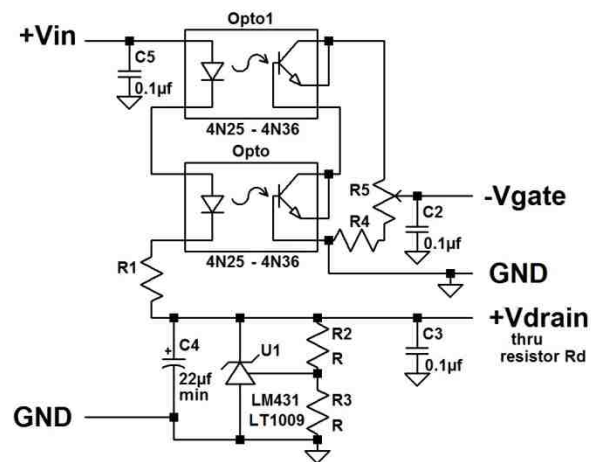 Opto1
+Vin
C5
0.1µf
4N25 - 4N36
Opto
R5
-Vgate
R4
C2
0.1µf
4N25 - 4N36
R1
GND
+Vdrain
thru
resistor Rd
C4
+
22µf
min
U1
R2
R
C3
0.1µf
LM431
LT1009
R3
R
GND